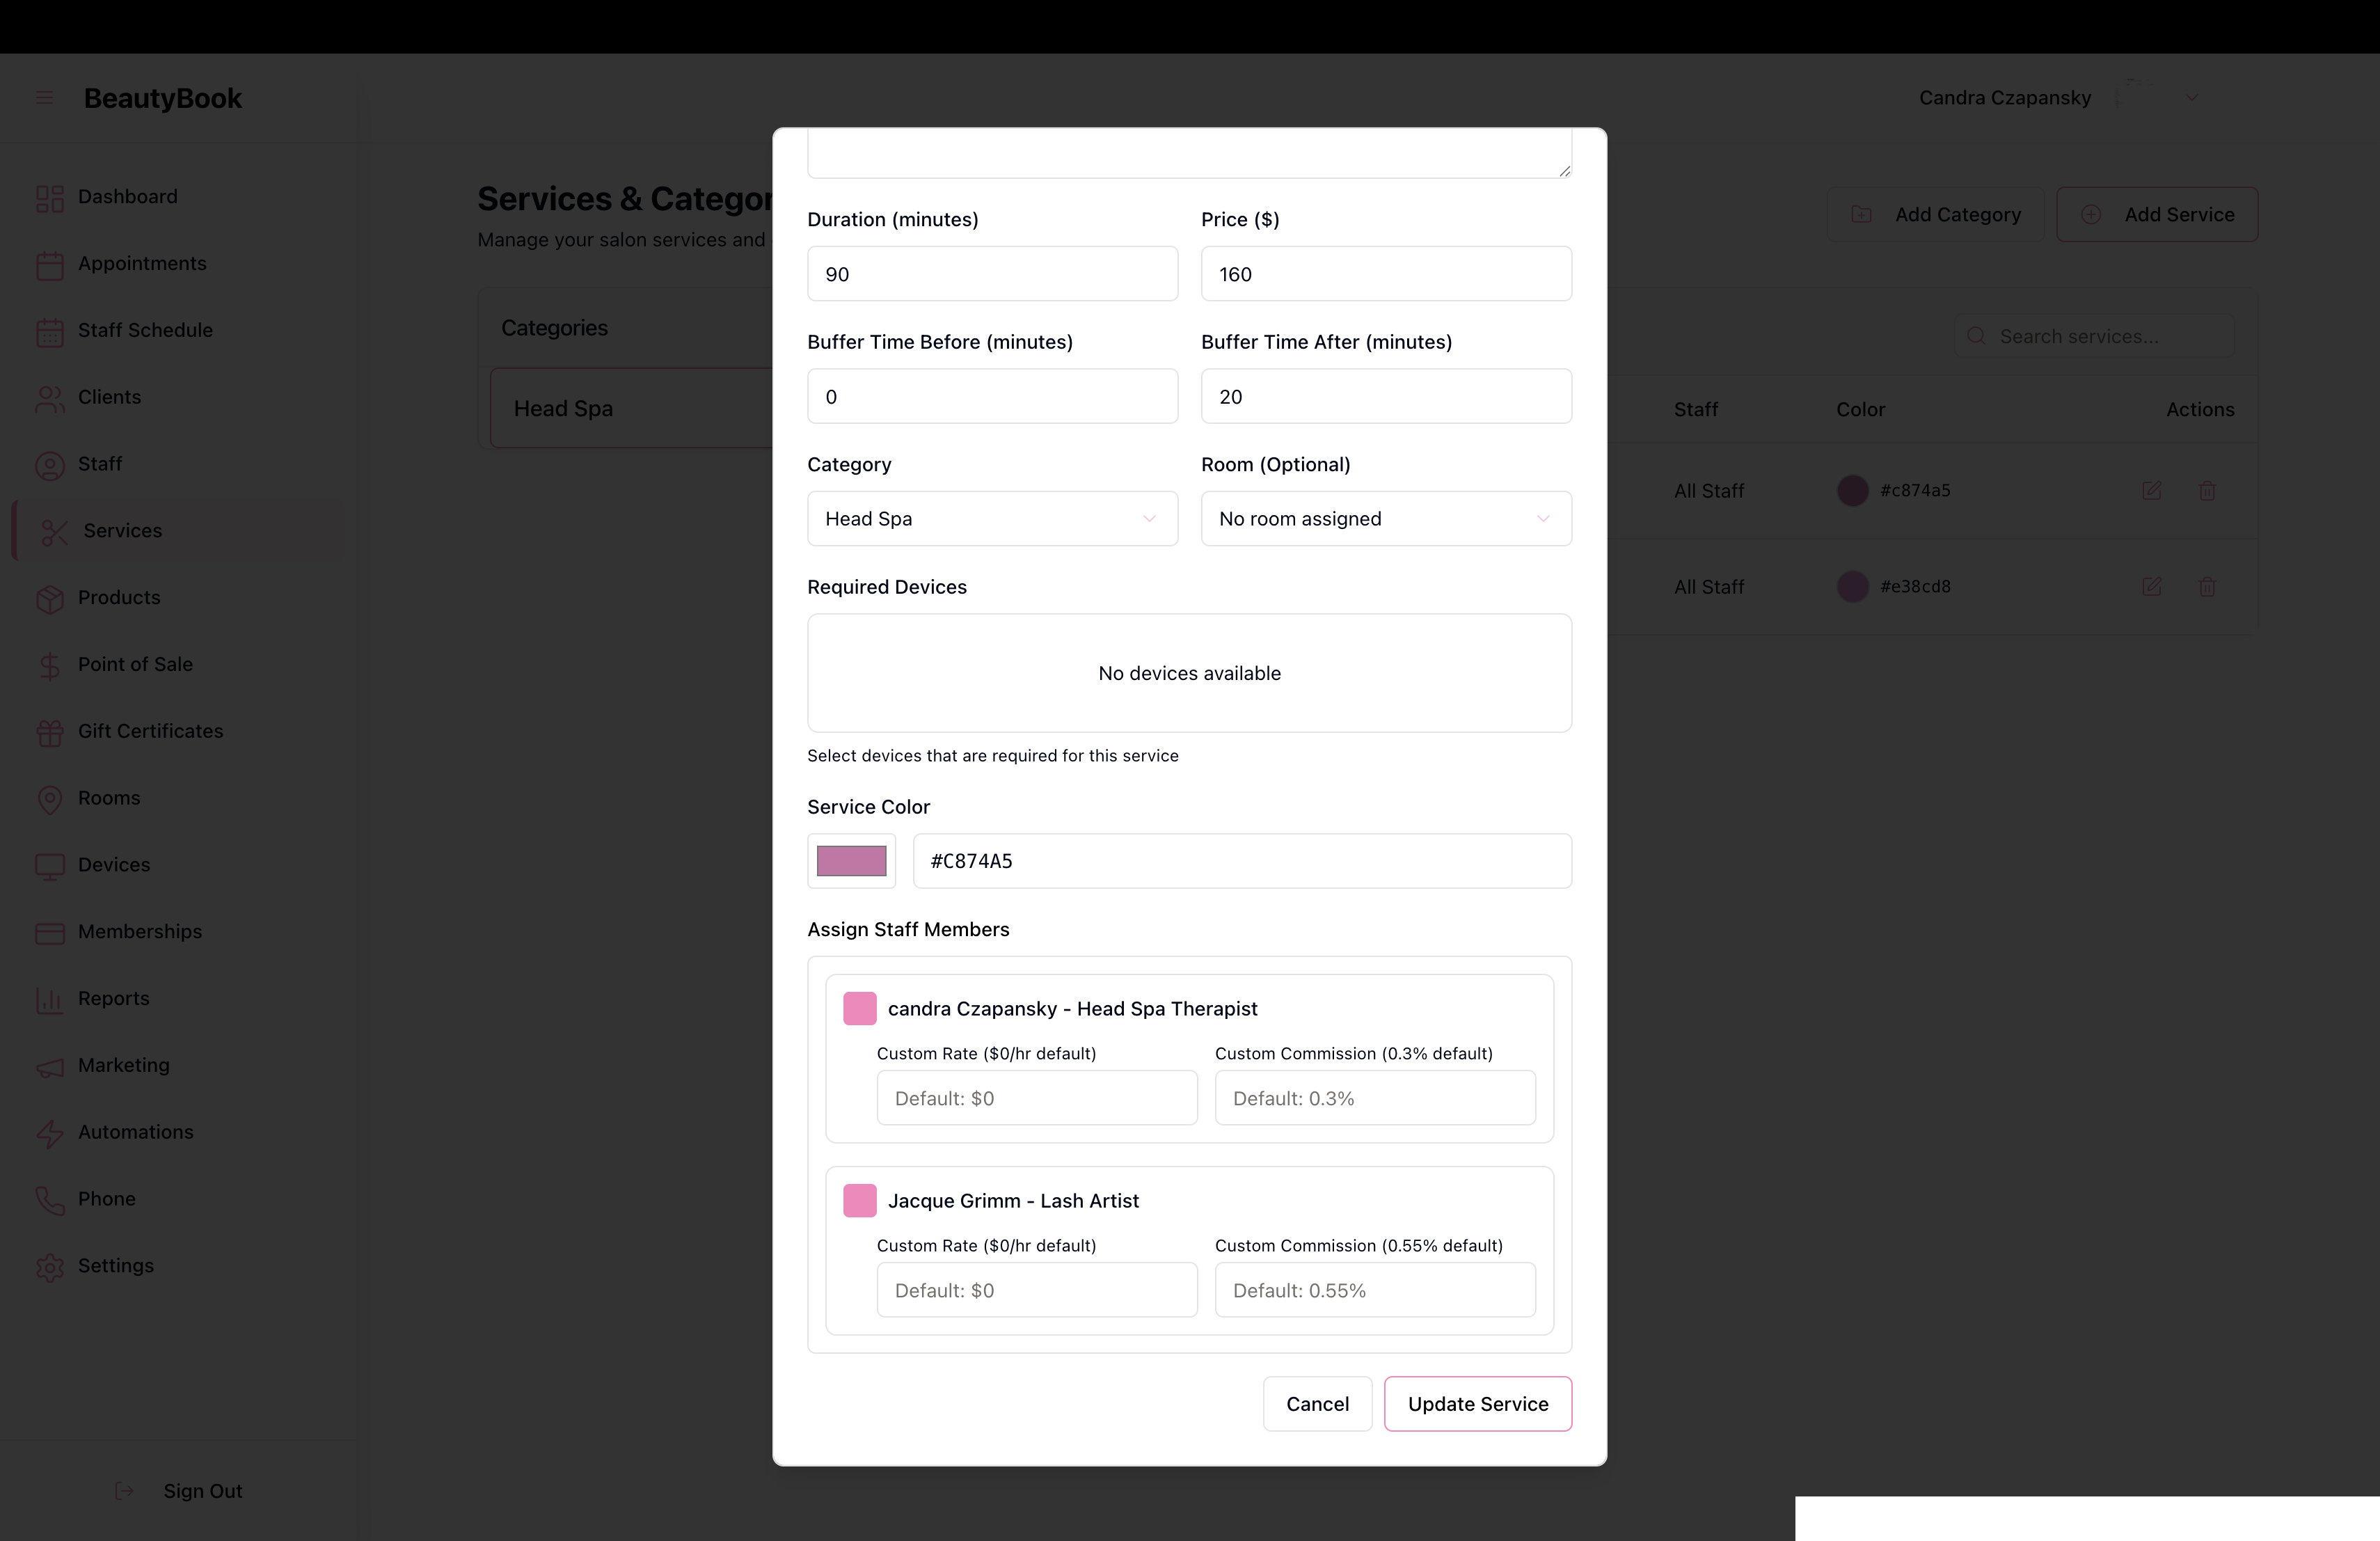 BeautyBook
Candra Czapansky
Dashboard
Appointments
Staff Schedule
Clients
Staff
Services
Products
Point of Sale
Gift Certificates
Rooms
Devices
Memberships
Reports
Marketing
Automations
Phone
Settings
Sign Out
Services & Categor
Manage your salon services and
Add Category
Add Service
Categories
Head Spa
Search services...
Staff Color Actions
All Staff #c874a5
All Staff #e38cd8
Duration (minutes) Price ($)
90 160
Buffer Time Before (minutes) Buffer Time After (minutes)
0 20
Category Room (Optional)
Head Spa No room assigned
Required Devices
No devices available
Select devices that are required for this service
Service Color
#C874A5
Assign Staff Members
candra Czapansky - Head Spa Therapist
Custom Rate ($0/hr default) Custom Commission (0.3% default)
Default: $0 Default: 0.3%
Jacque Grimm - Lash Artist
Custom Rate ($0/hr default) Custom Commission (0.55% default)
Default: $0 Default: 0.55%
Cancel Update Service